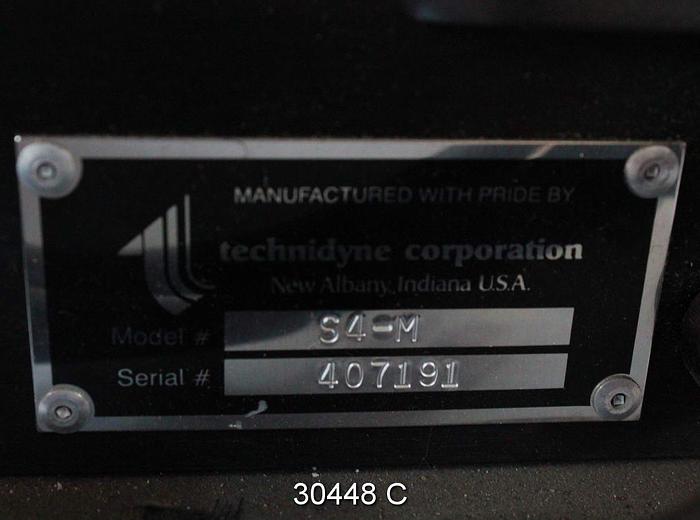 MANUFACTURED WITH PRIDE BY
technidyne corporation
New Albany, Indiana U.S.A.
Model # S4-M
Serial # 407191
30448 C